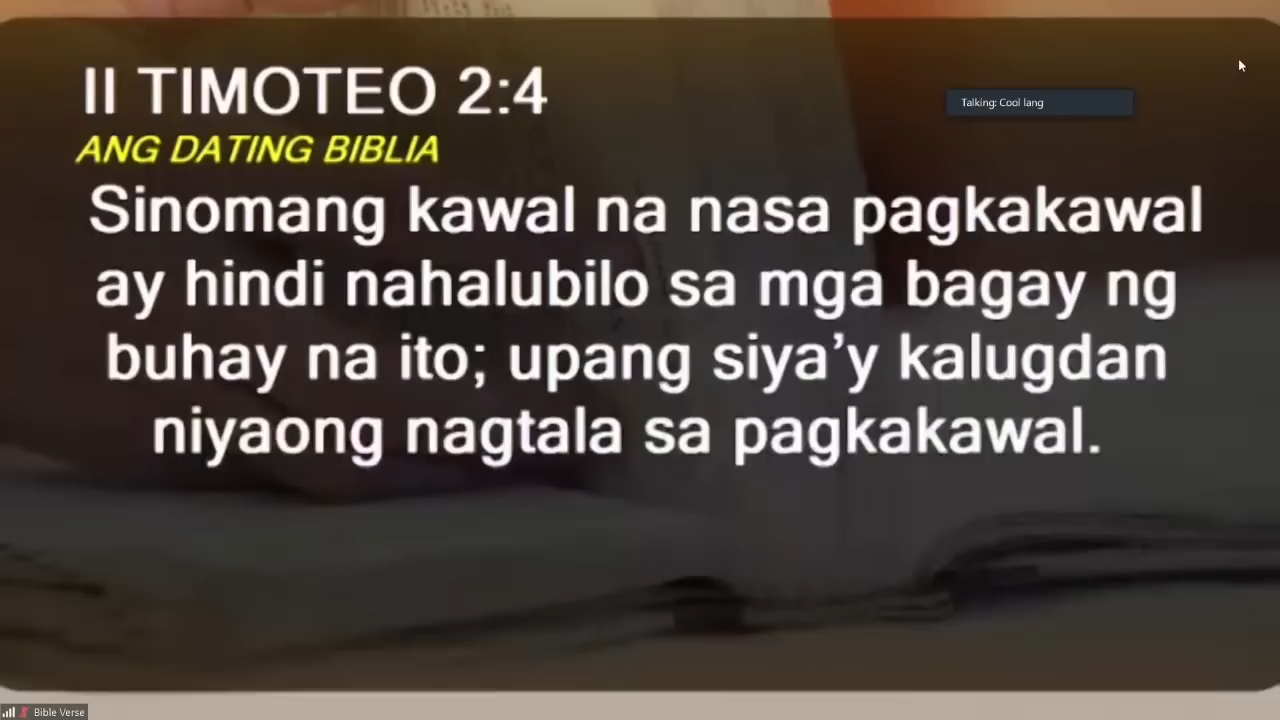 II TIMOTEO 2:4
Talking: Cool lang
ANG DATING BIBLIA
Sinomang kawal na nasa pagkakawal
ay hindi nahalubilo sa mga bagay ng
buhay na ito; upang siya’y kalugdan
niyaong nagtala sa pagkakawal.
Bible Verse